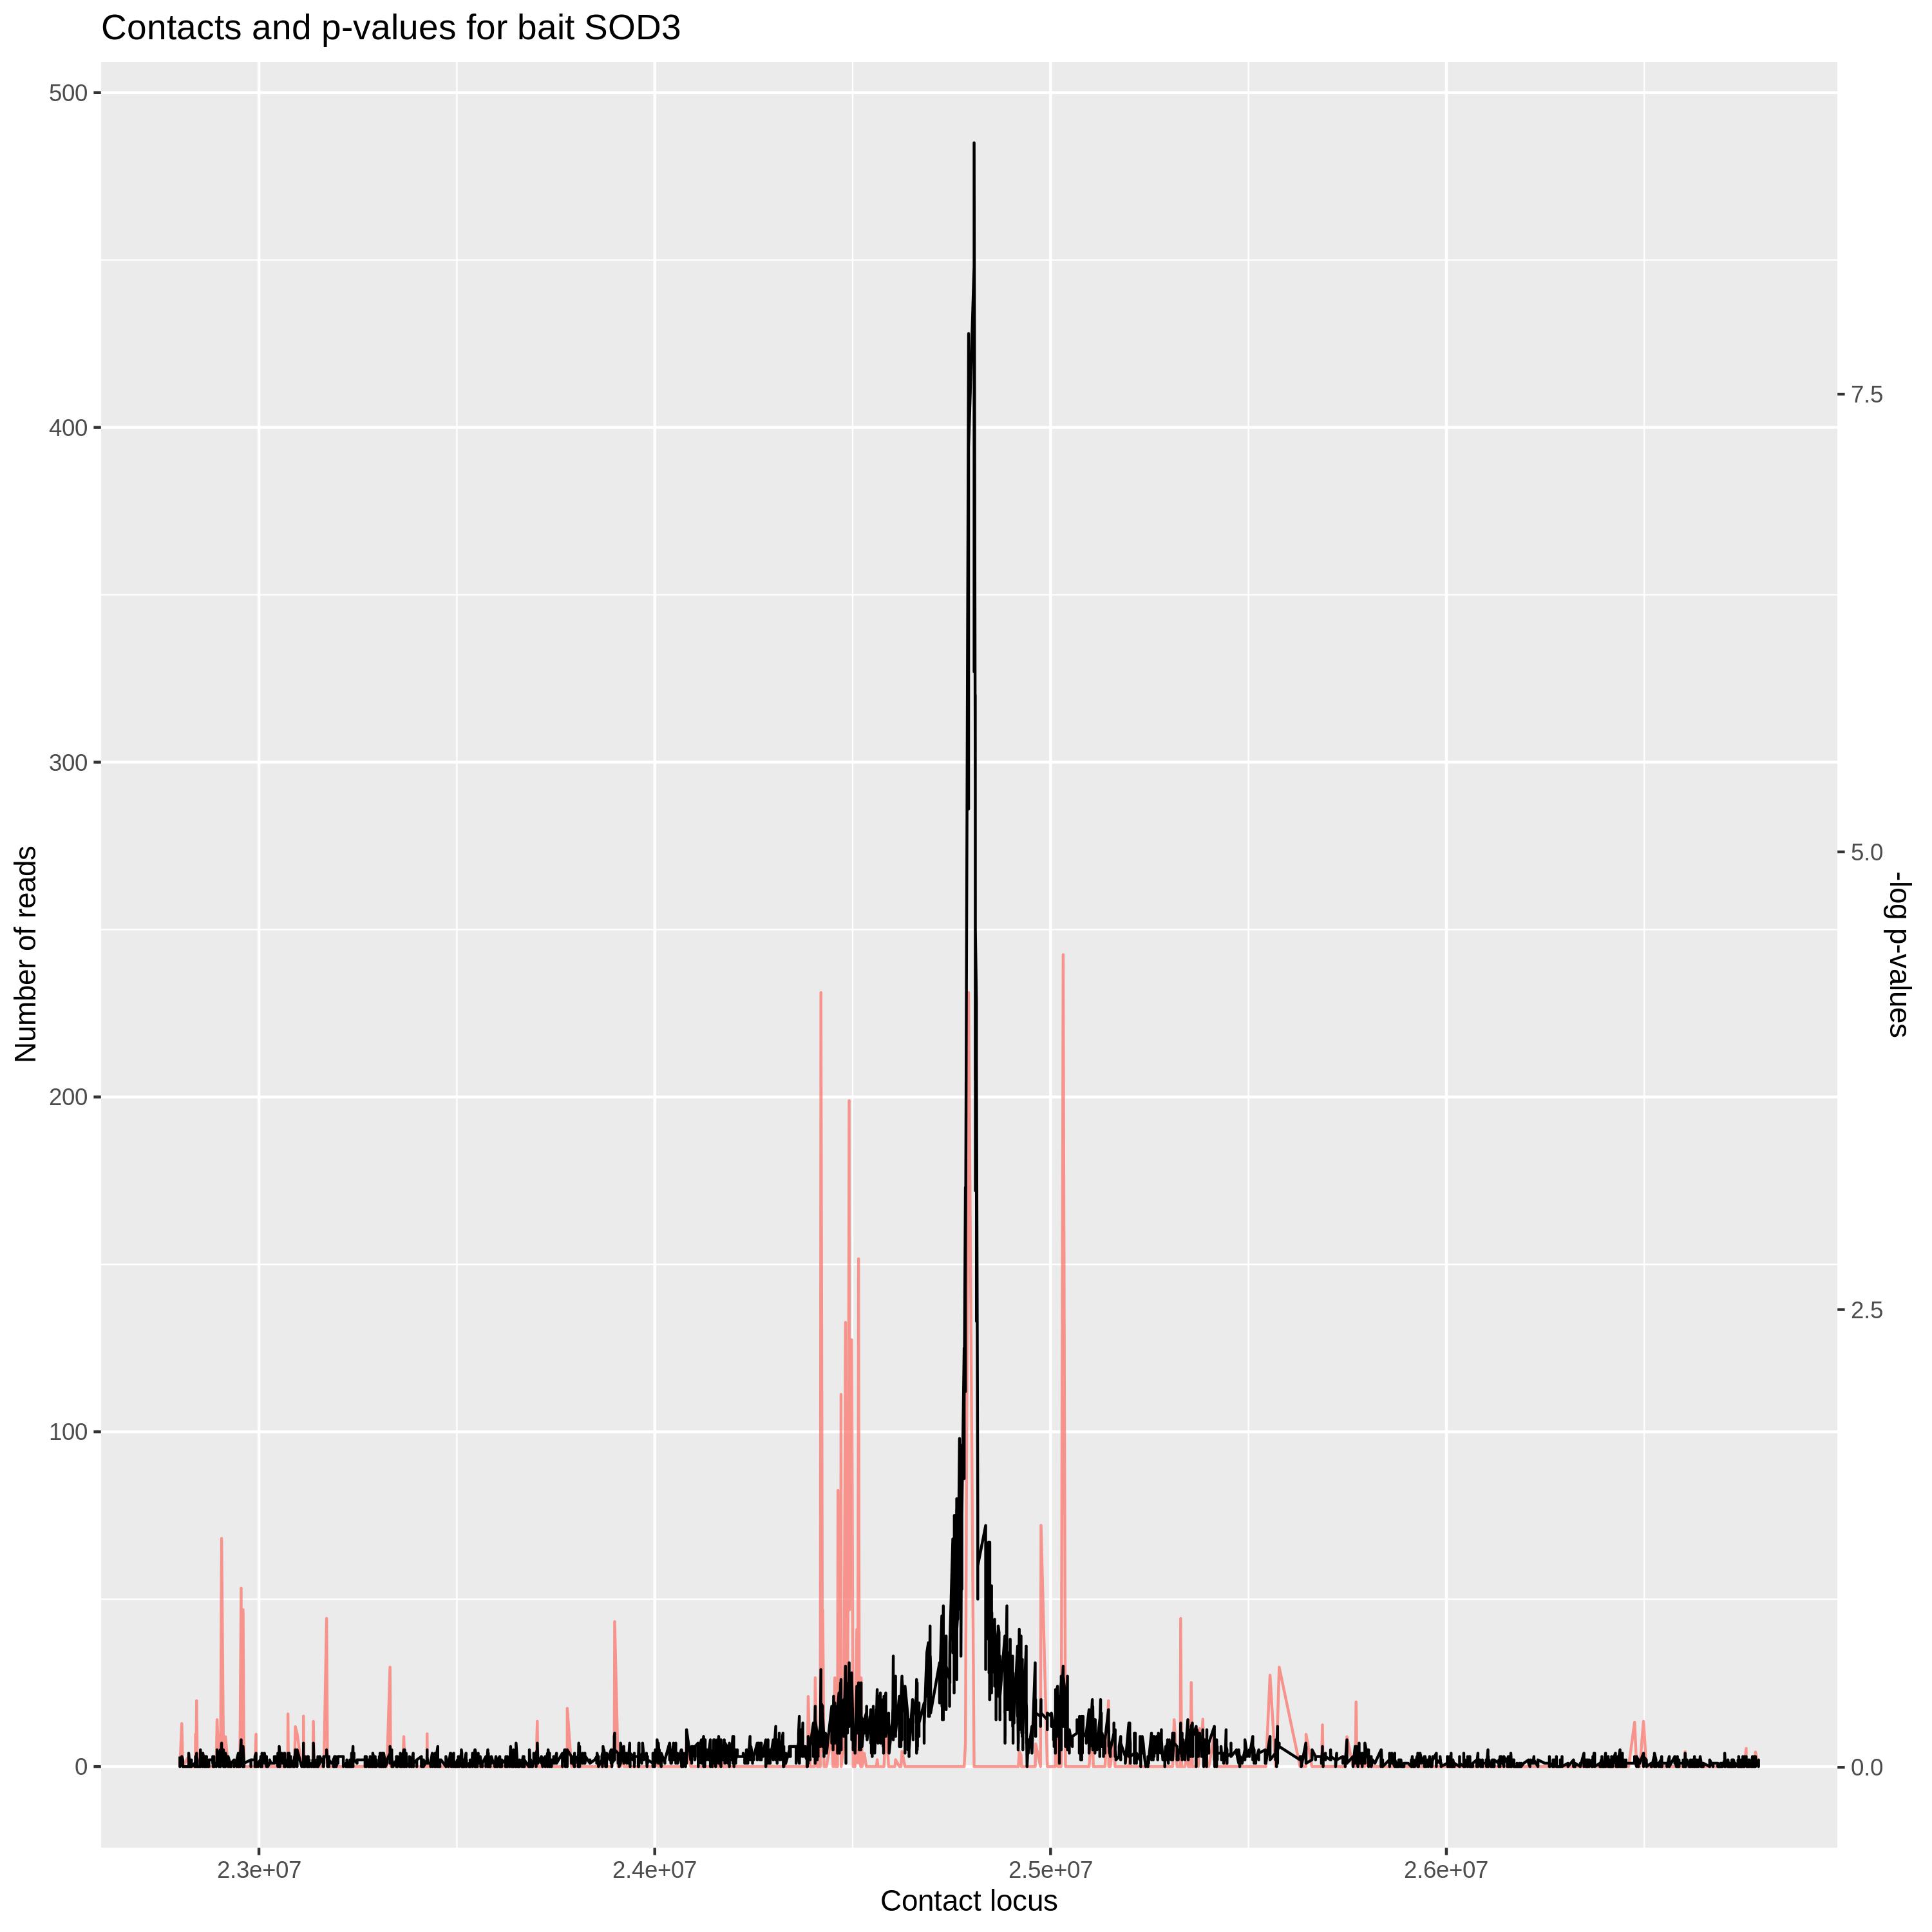 Contacts and p-values for bait SOD3
500
400
300
200
100
0
Number of reads
7.5
5.0
2.5
0.0
-log p-values
2.3e+07
2.4e+07
2.5e+07
2.6e+07
Contact locus